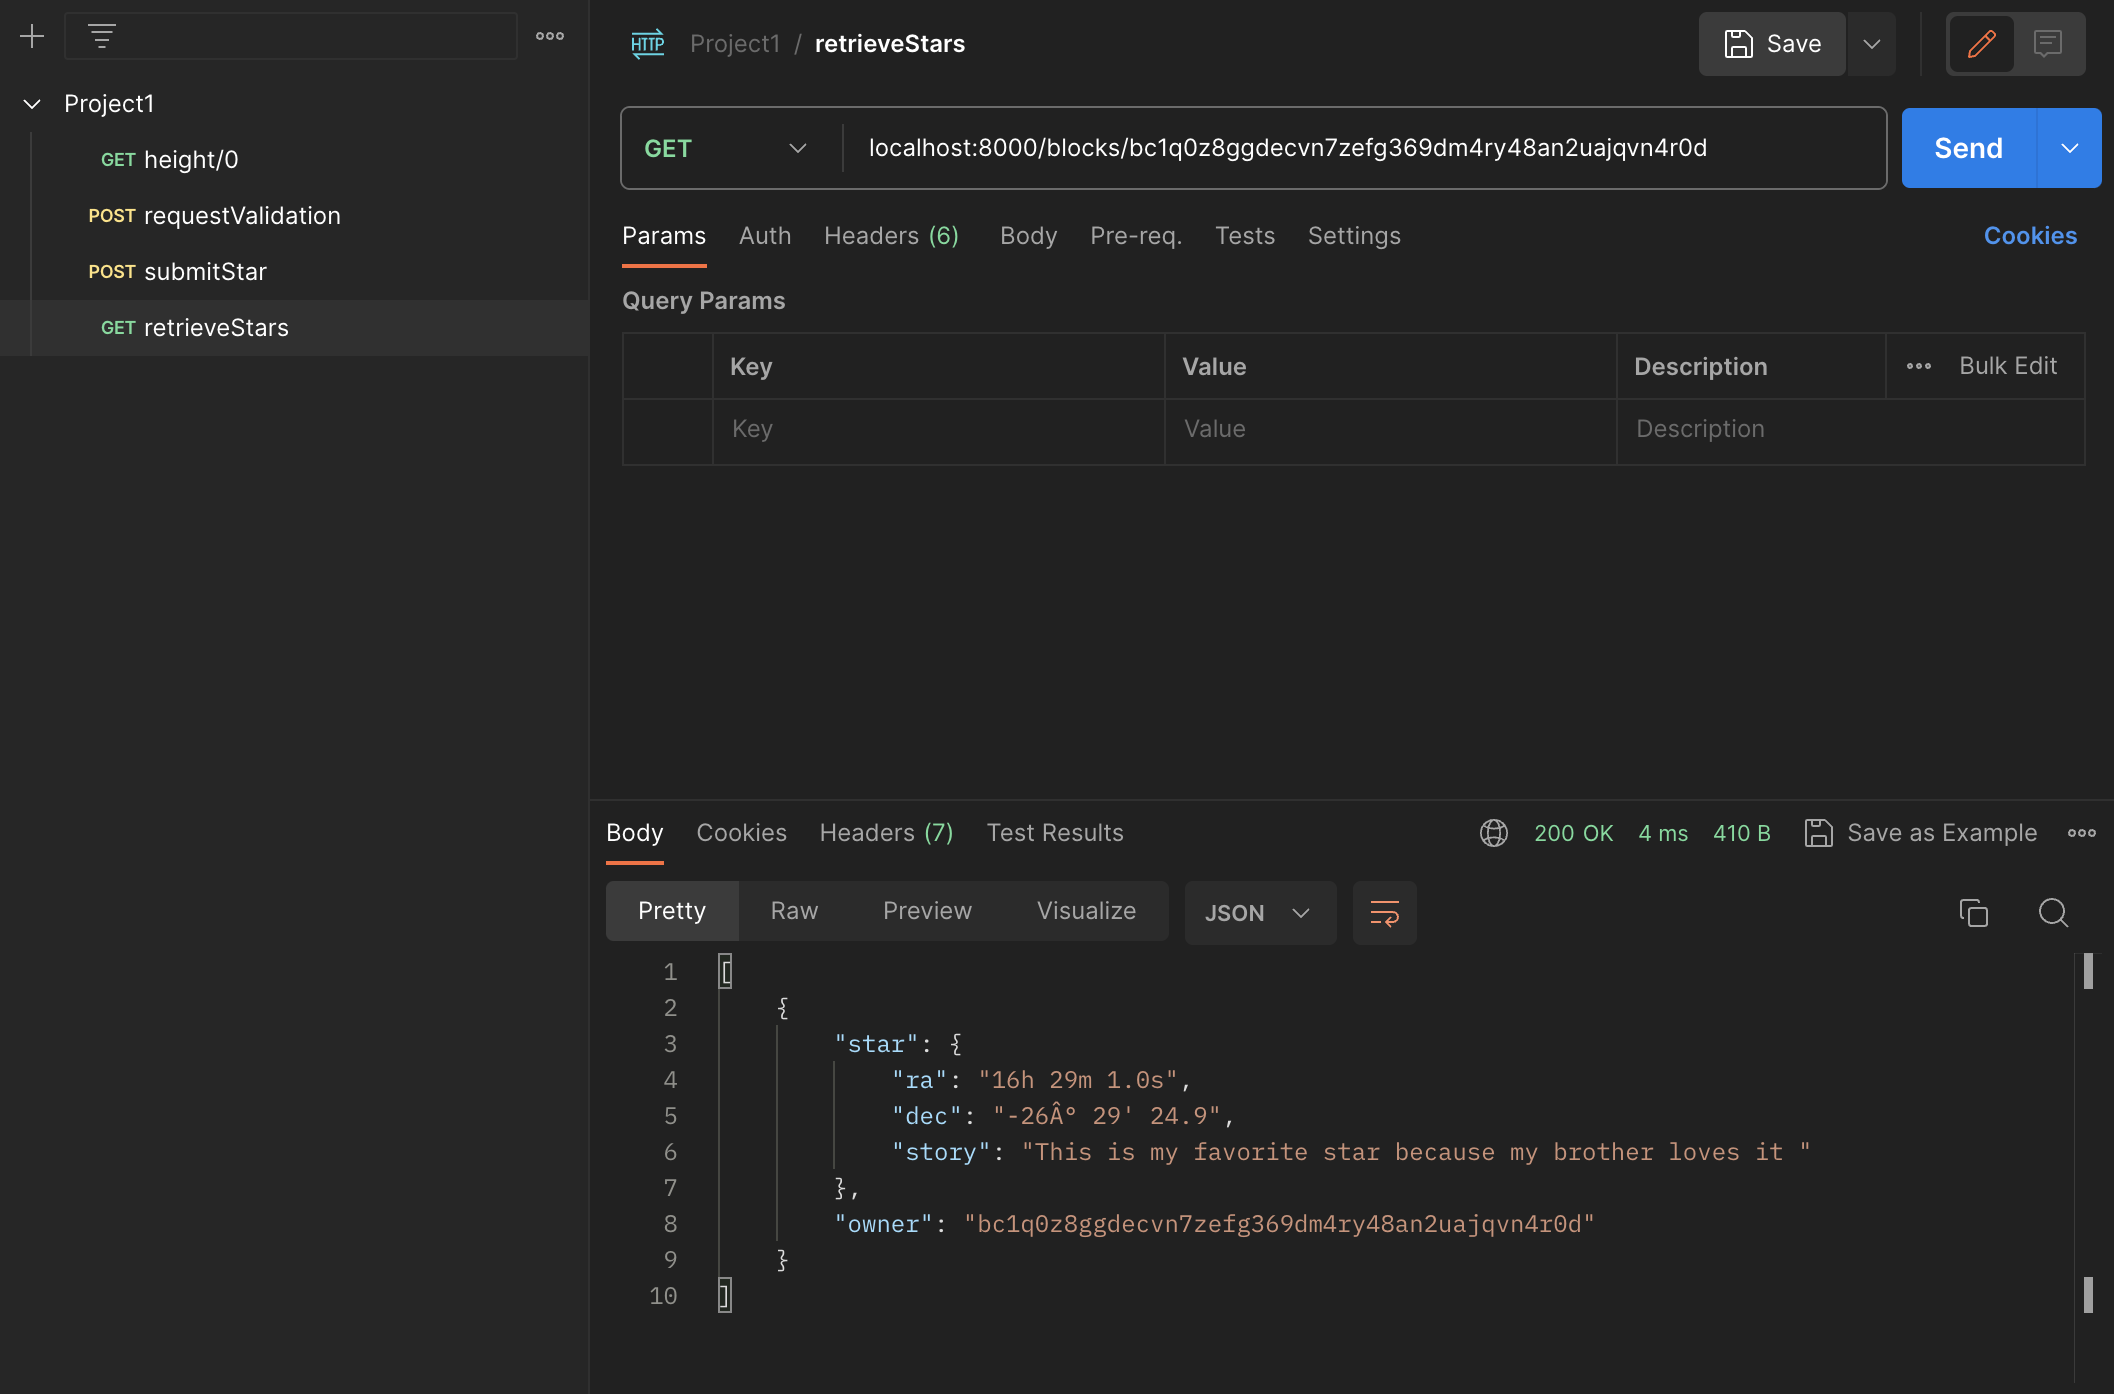 Project1
GET height/0
POST requestValidation
POST submitStar
GET retrieveStars
HTTP Project1 / retrieveStars
Save
GET localhost:8000/blocks/bc1q0z8ggdecvn7zefg369dm4ry48an2uajqvn4r0d
Send
Params Auth Headers (6) Body Pre-req. Tests Settings Cookies
Query Params
Key Value Description Bulk Edit
Key Value Description
Body Cookies Headers (7) Test Results 200 OK 4 ms 410 B Save as Example
Pretty Raw Preview Visualize JSON
1 [
2 {
3 "star": {
4 "ra": "16h 29m 1.0s",
5 "dec": "-26Â° 29' 24.9",
6 "story": "This is my favorite star because my brother loves it "
7 },
8 "owner": "bc1q0z8ggdecvn7zefg369dm4ry48an2uajqvn4r0d"
9 }
10 ]